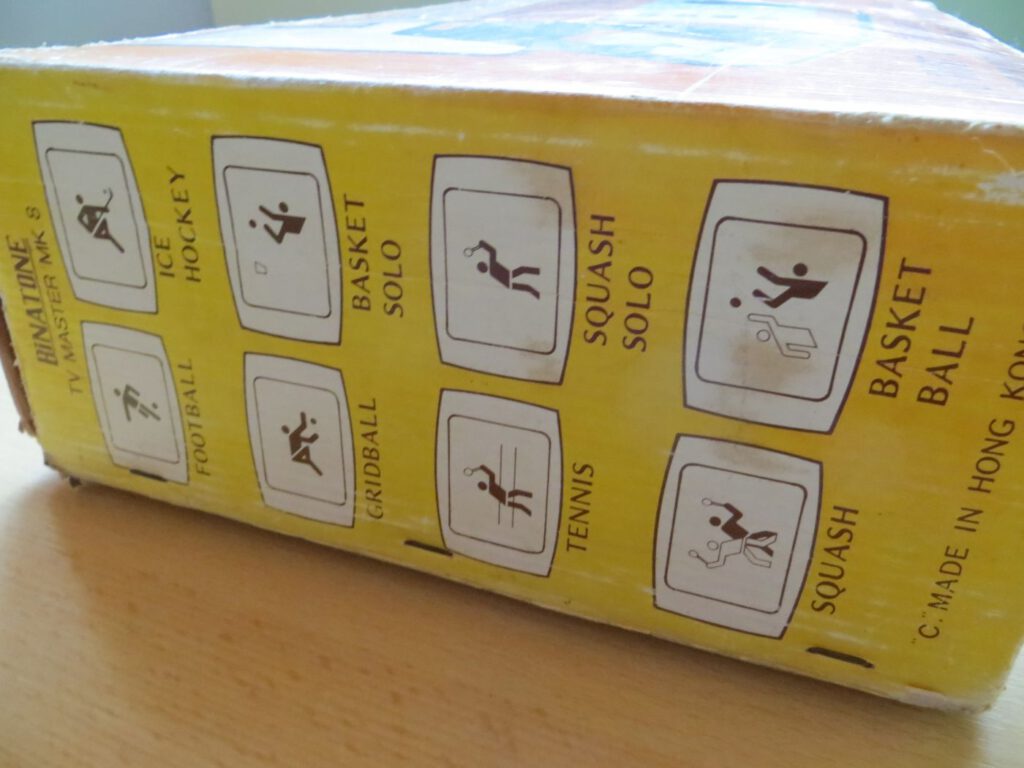 BINATONE
TV MASTER MK 8
FOOTBALL
ICE
HOCKEY
GRIDBALL
BASKET
SOLO
TENNIS
SQUASH
SOLO
SQUASH
BASKET
BALL
"C." MADE IN HONG KON